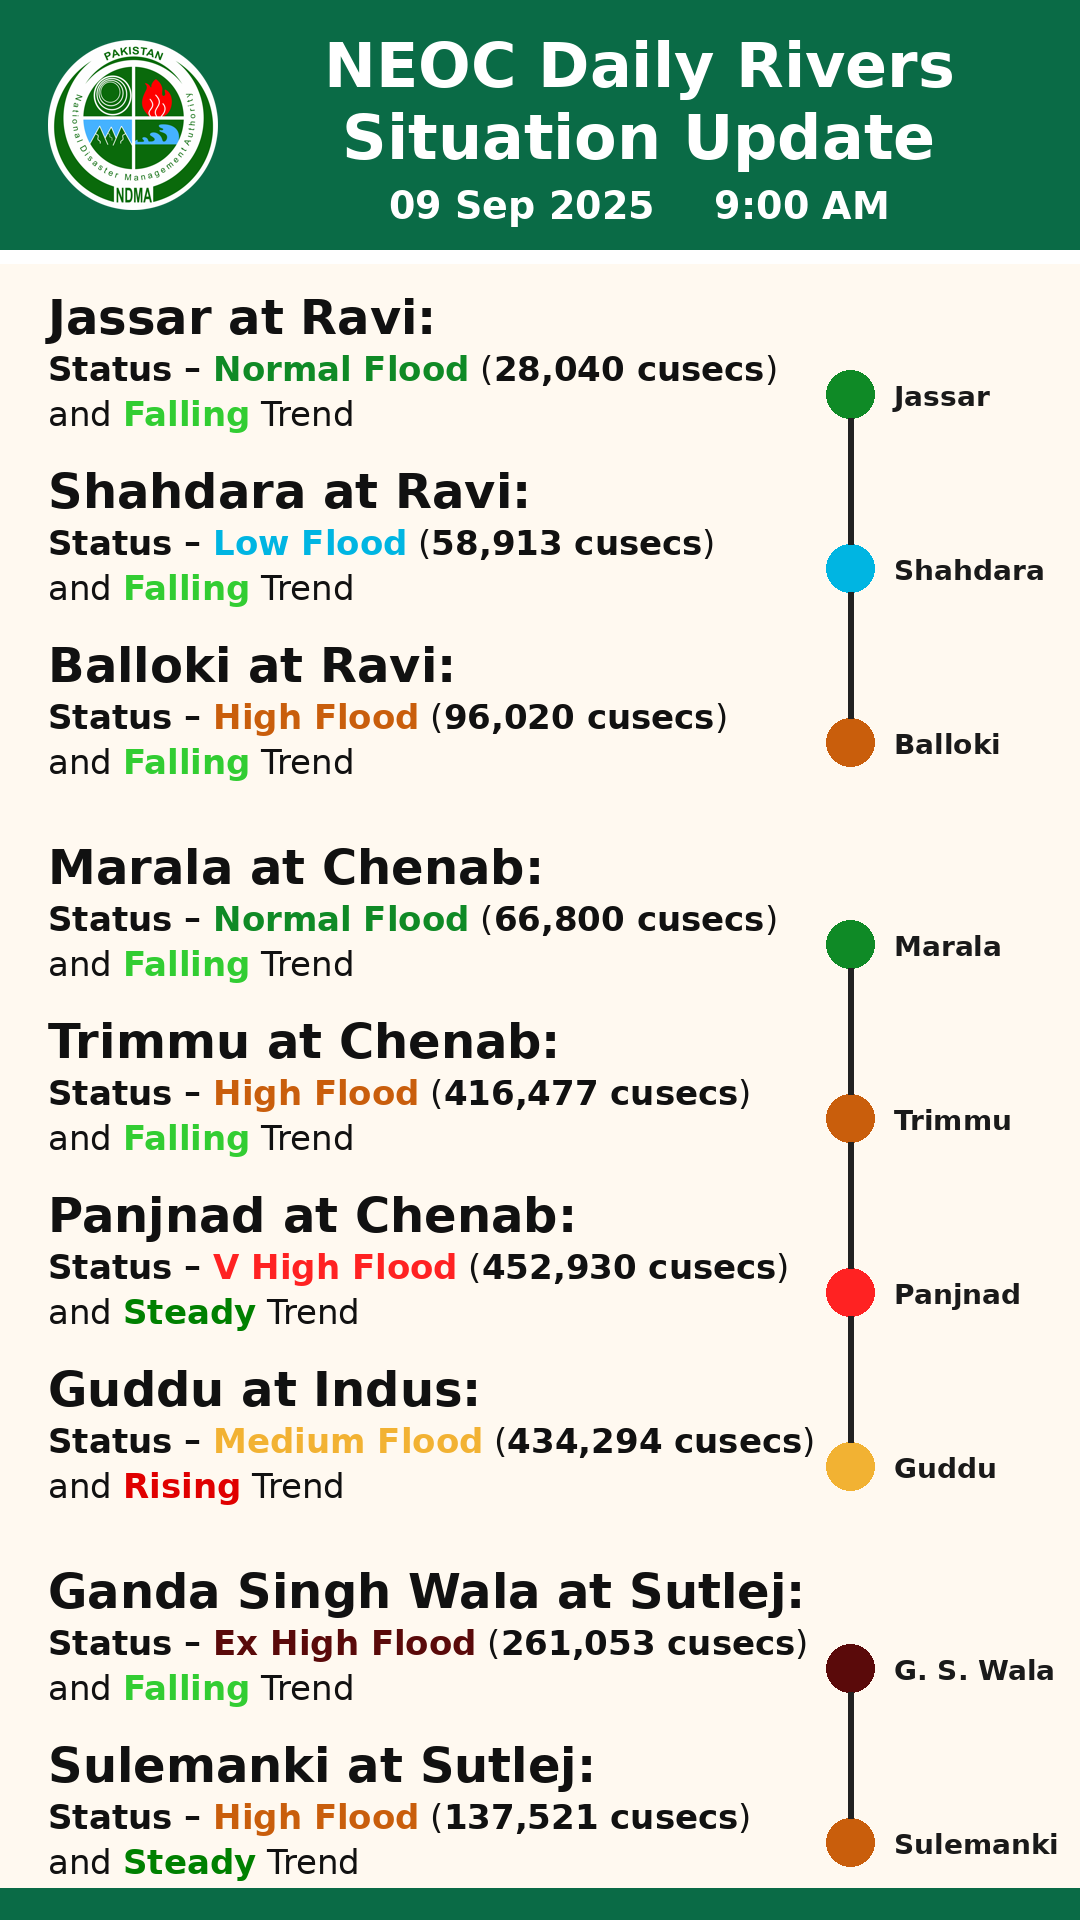 PAKISTAN
National Disaster Management Authority
NDMA
NEOC Daily Rivers
Situation Update
09 Sep 2025 9:00 AM
Jassar at Ravi:
Status – Normal Flood (28,040 cusecs)
and Falling Trend
Jassar
Shahdara at Ravi:
Status – Low Flood (58,913 cusecs)
and Falling Trend
Shahdara
Balloki at Ravi:
Status – High Flood (96,020 cusecs)
and Falling Trend
Balloki
Marala at Chenab:
Status – Normal Flood (66,800 cusecs)
and Falling Trend
Marala
Trimmu at Chenab:
Status – High Flood (416,477 cusecs)
and Falling Trend
Trimmu
Panjnad at Chenab:
Status – V High Flood (452,930 cusecs)
and Steady Trend
Panjnad
Guddu at Indus:
Status – Medium Flood (434,294 cusecs)
and Rising Trend
Guddu
Ganda Singh Wala at Sutlej:
Status – Ex High Flood (261,053 cusecs)
and Falling Trend
G. S. Wala
Sulemanki at Sutlej:
Status – High Flood (137,521 cusecs)
and Steady Trend
Sulemanki